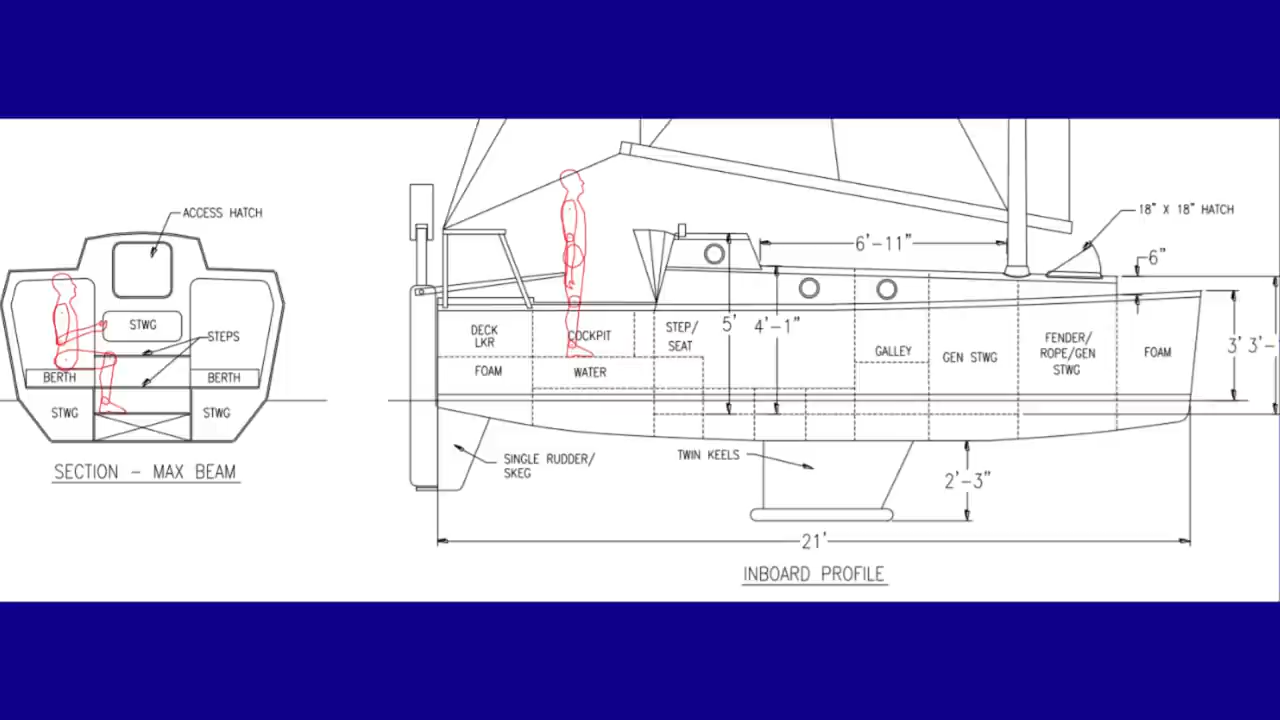 ACCESS HATCH
STWG
STEPS
BERTH
BERTH
STWG
STWG
SECTION - MAX BEAM
18" X 18" HATCH
6'-11"
6"
5'
4'-1"
3'
3'-
DECK
LKR
COCKPIT
STEP/
SEAT
GALLEY
GEN STWG
FENDER/
ROPE/GEN
STWG
FOAM
FOAM
WATER
SINGLE RUDDER/
SKEG
TWIN KEELS
2'-3"
21'
INBOARD PROFILE